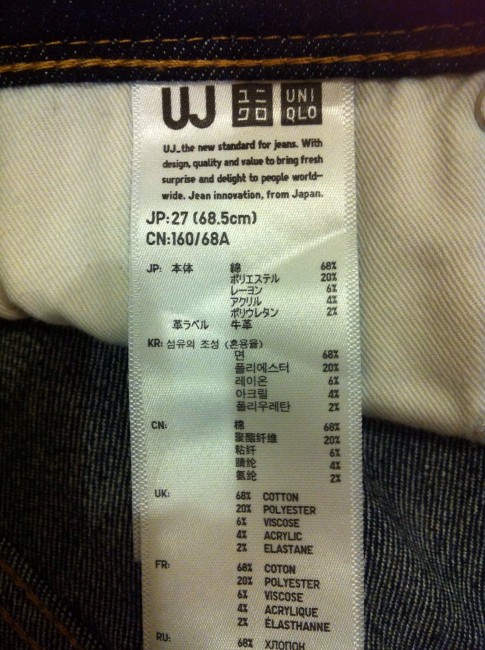 UJ ユニクロ UNIQLO
UJ_the new standard for jeans. With
design, quality and value to bring fresh
surprise and delight to people world-
wide. Jean innovation, from Japan.
JP:27 (68.5cm)
CN:160/68A
JP: 本体 綿 68%
ポリエステル 20%
レーヨン 6%
アクリル 4%
ポリウレタン 2%
革ラベル 牛革
KR: 섬유의 조성 (혼용율)
면 68%
폴리에스터 20%
레이온 6%
아크릴 4%
폴리우레탄 2%
CN: 棉 68%
聚酯纤维 20%
粘纤 6%
腈纶 4%
氨纶 2%
UK: 68% COTTON
20% POLYESTER
6% VISCOSE
4% ACRYLIC
2% ELASTANE
FR: 68% COTON
20% POLYESTER
6% VISCOSE
4% ACRYLIQUE
2% ÉLASTHANNE
RU: 68% ХЛОПОК